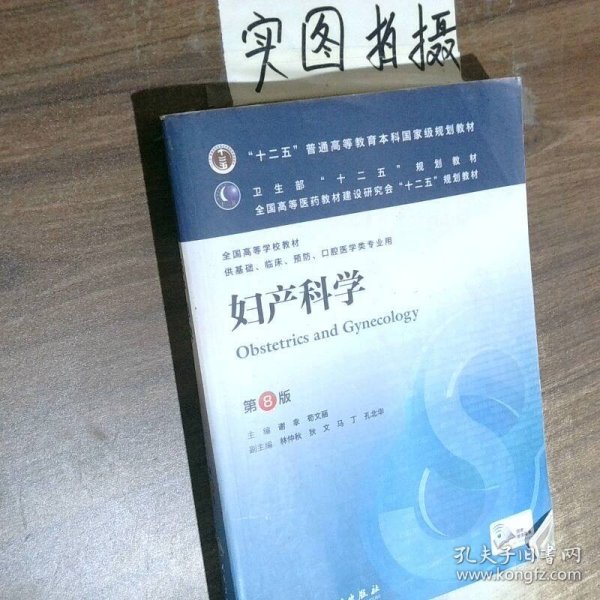 实图拍摄
“十二五”普通高等教育本科国家级规划教材
卫生部“十二五”规划教材
全国高等医药教材建设研究会“十二五”规划教材
全国高等学校教材
供基础、临床、预防、口腔医学类专业用
妇产科学
Obstetrics and Gynecology
第8版
主编 谢幸 苟文丽
副主编 林仲秋 狄文 马丁 孔北华
出版社
孔夫子旧书网
www.kongfz.com